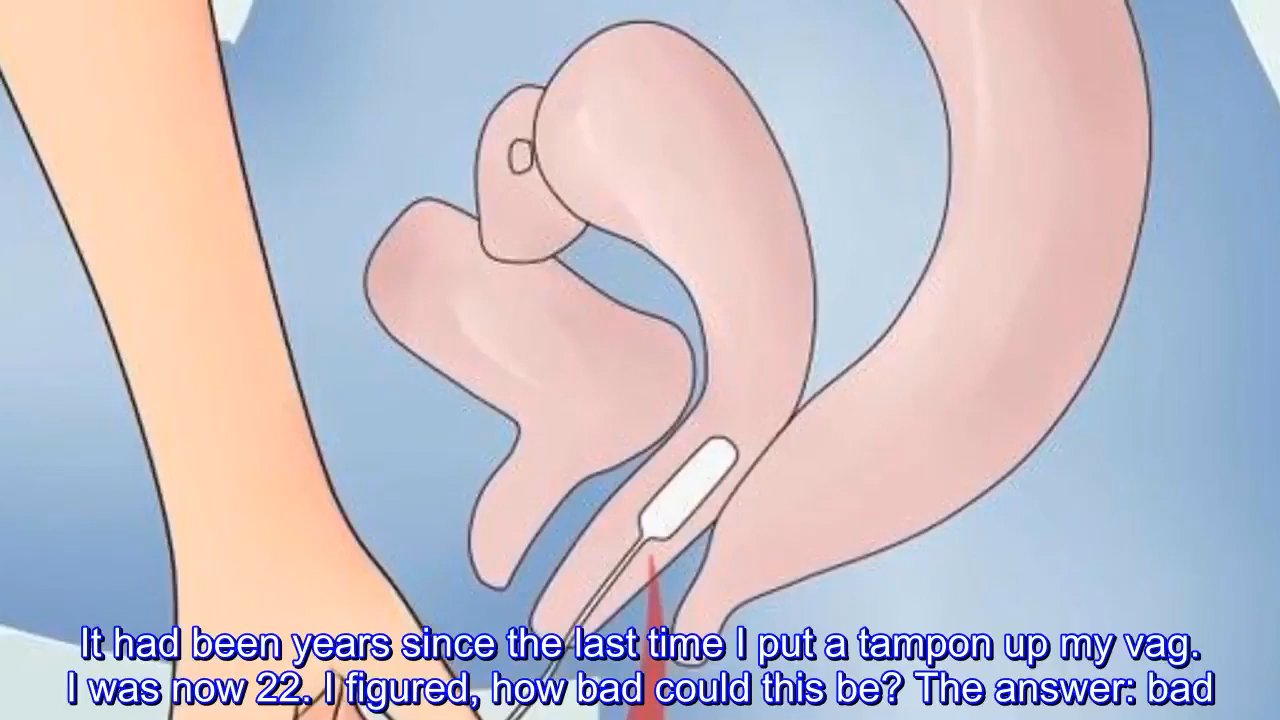 It had been years since the last time I put a tampon up my vag.
I was now 22. I figured, how bad could this be? The answer: bad